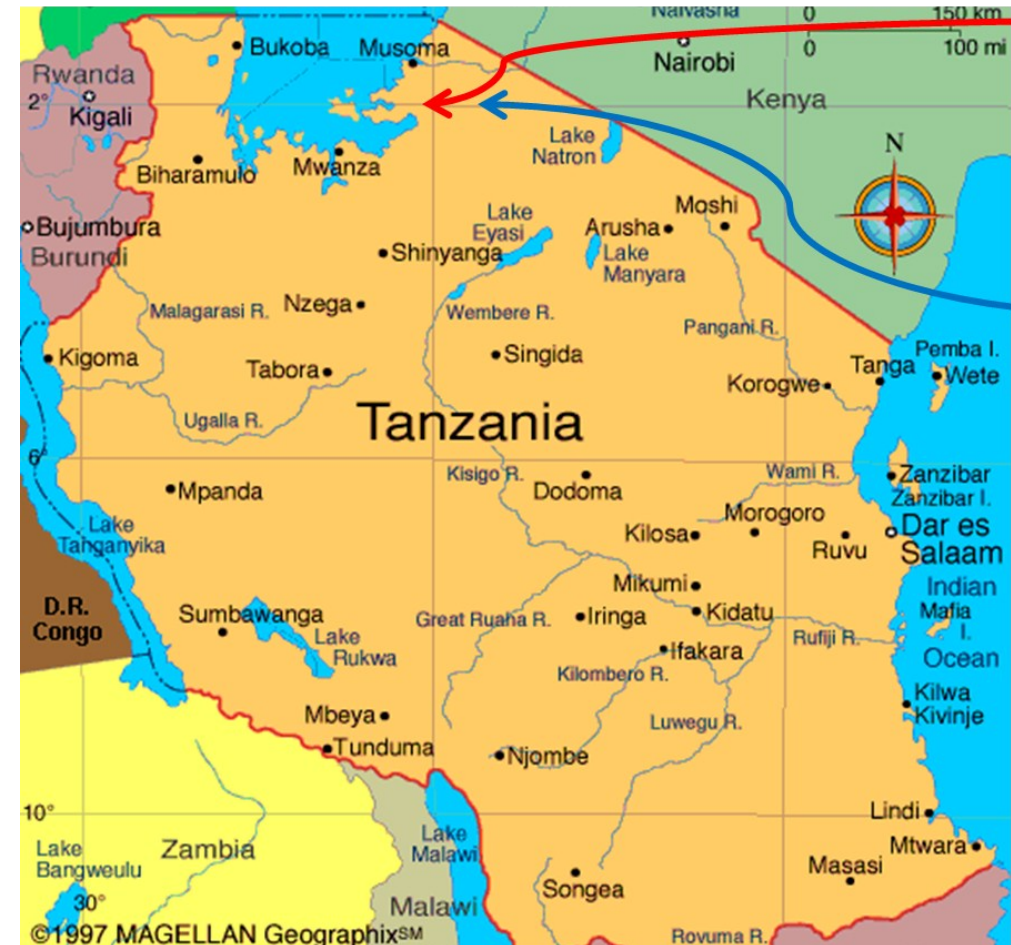 Naivasha
0
150 km
0
100 mi
Bukoba
Musoma
Nairobi
Rwanda
2°
Kigali
Kenya
Lake
Natron
N
Biharamulo
Mwanza
Bujumbura
Burundi
Lake
Eyasi
Arusha
Moshi
Shinyanga
Lake
Manyara
Malagarasi R.
Nzega
Wembere R.
Pangani R.
Kigoma
Tabora
Singida
Korogwe
Tanga
Pemba I.
Wete
Ugalla R.
Tanzania
6°
Mpanda
Kisigo R.
Dodoma
Wami R.
Zanzibar
Zanzibar I.
Lake
Tanganyika
Kilosa
Morogoro
Ruvu
Dar es
Salaam
Mikumi
Indian
D.R.
Congo
Sumbawanga
Great Ruaha R.
Iringa
Kidatu
Mafia
I.
Rufiji R.
Ocean
Lake
Rukwa
Ifakara
Kilombero R.
Kilwa
Kivinje
Mbeya
Luwegu R.
Tunduma
Njombe
10°
Lindi
Lake
Bangweulu
Zambia
Lake
Malawi
Mtwara
Masasi
Songea
30°
Malawi
©1997 MAGELLAN Geographix℠
Rovuma R.